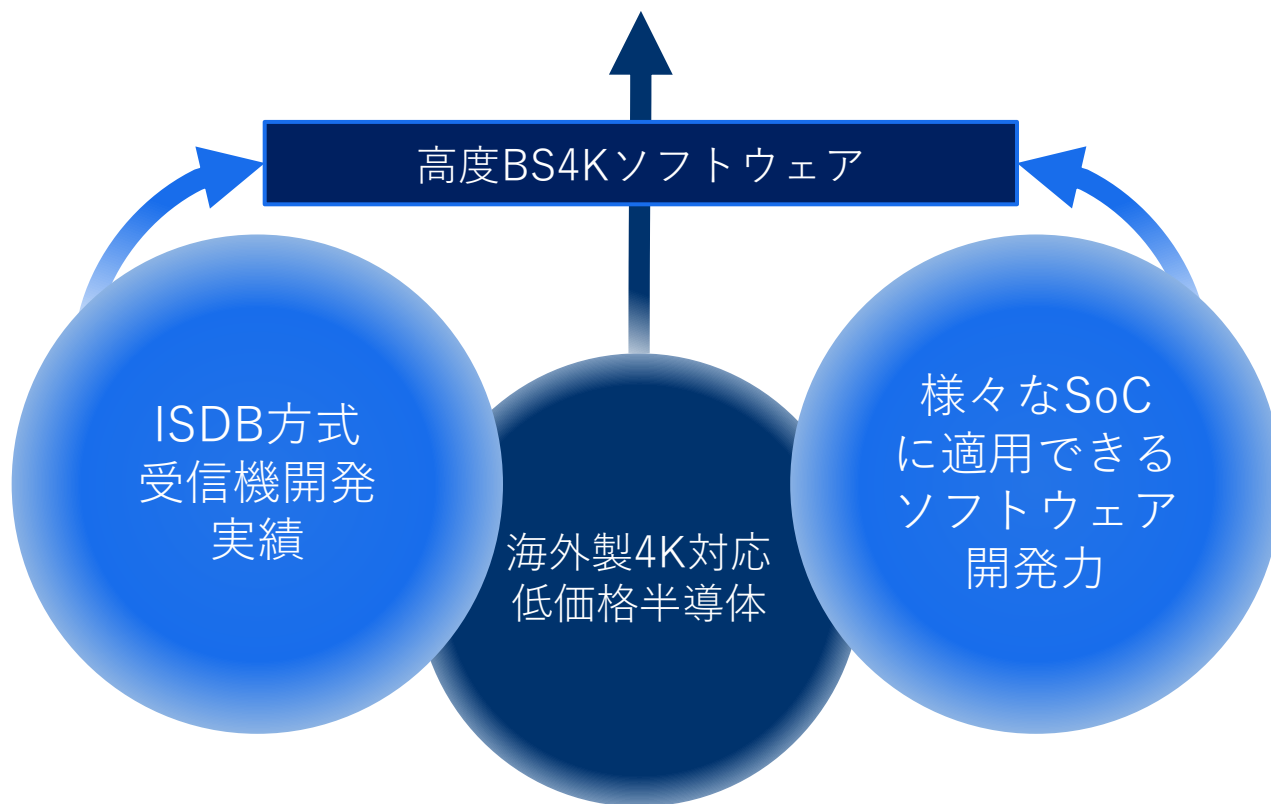 高度BS4Kソフトウェア
ISDB方式
受信機開発
実績
海外製4K対応
低価格半導体
様々なSoC
に適用できる
ソフトウェア
開発力